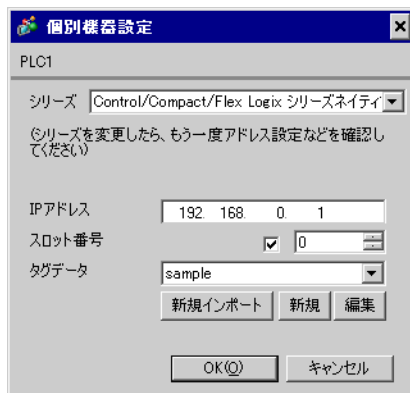 個別機器設定
PLC1
シリーズ Control/Compact/Flex Logix シリーズネイティ
(シリーズを変更したら、もう一度アドレス設定などを確認し
てください)
IPアドレス 192. 168. 0. 1
スロット番号 0
タグデータ sample
新規インポート 新規 編集
OK(O) キャンセル